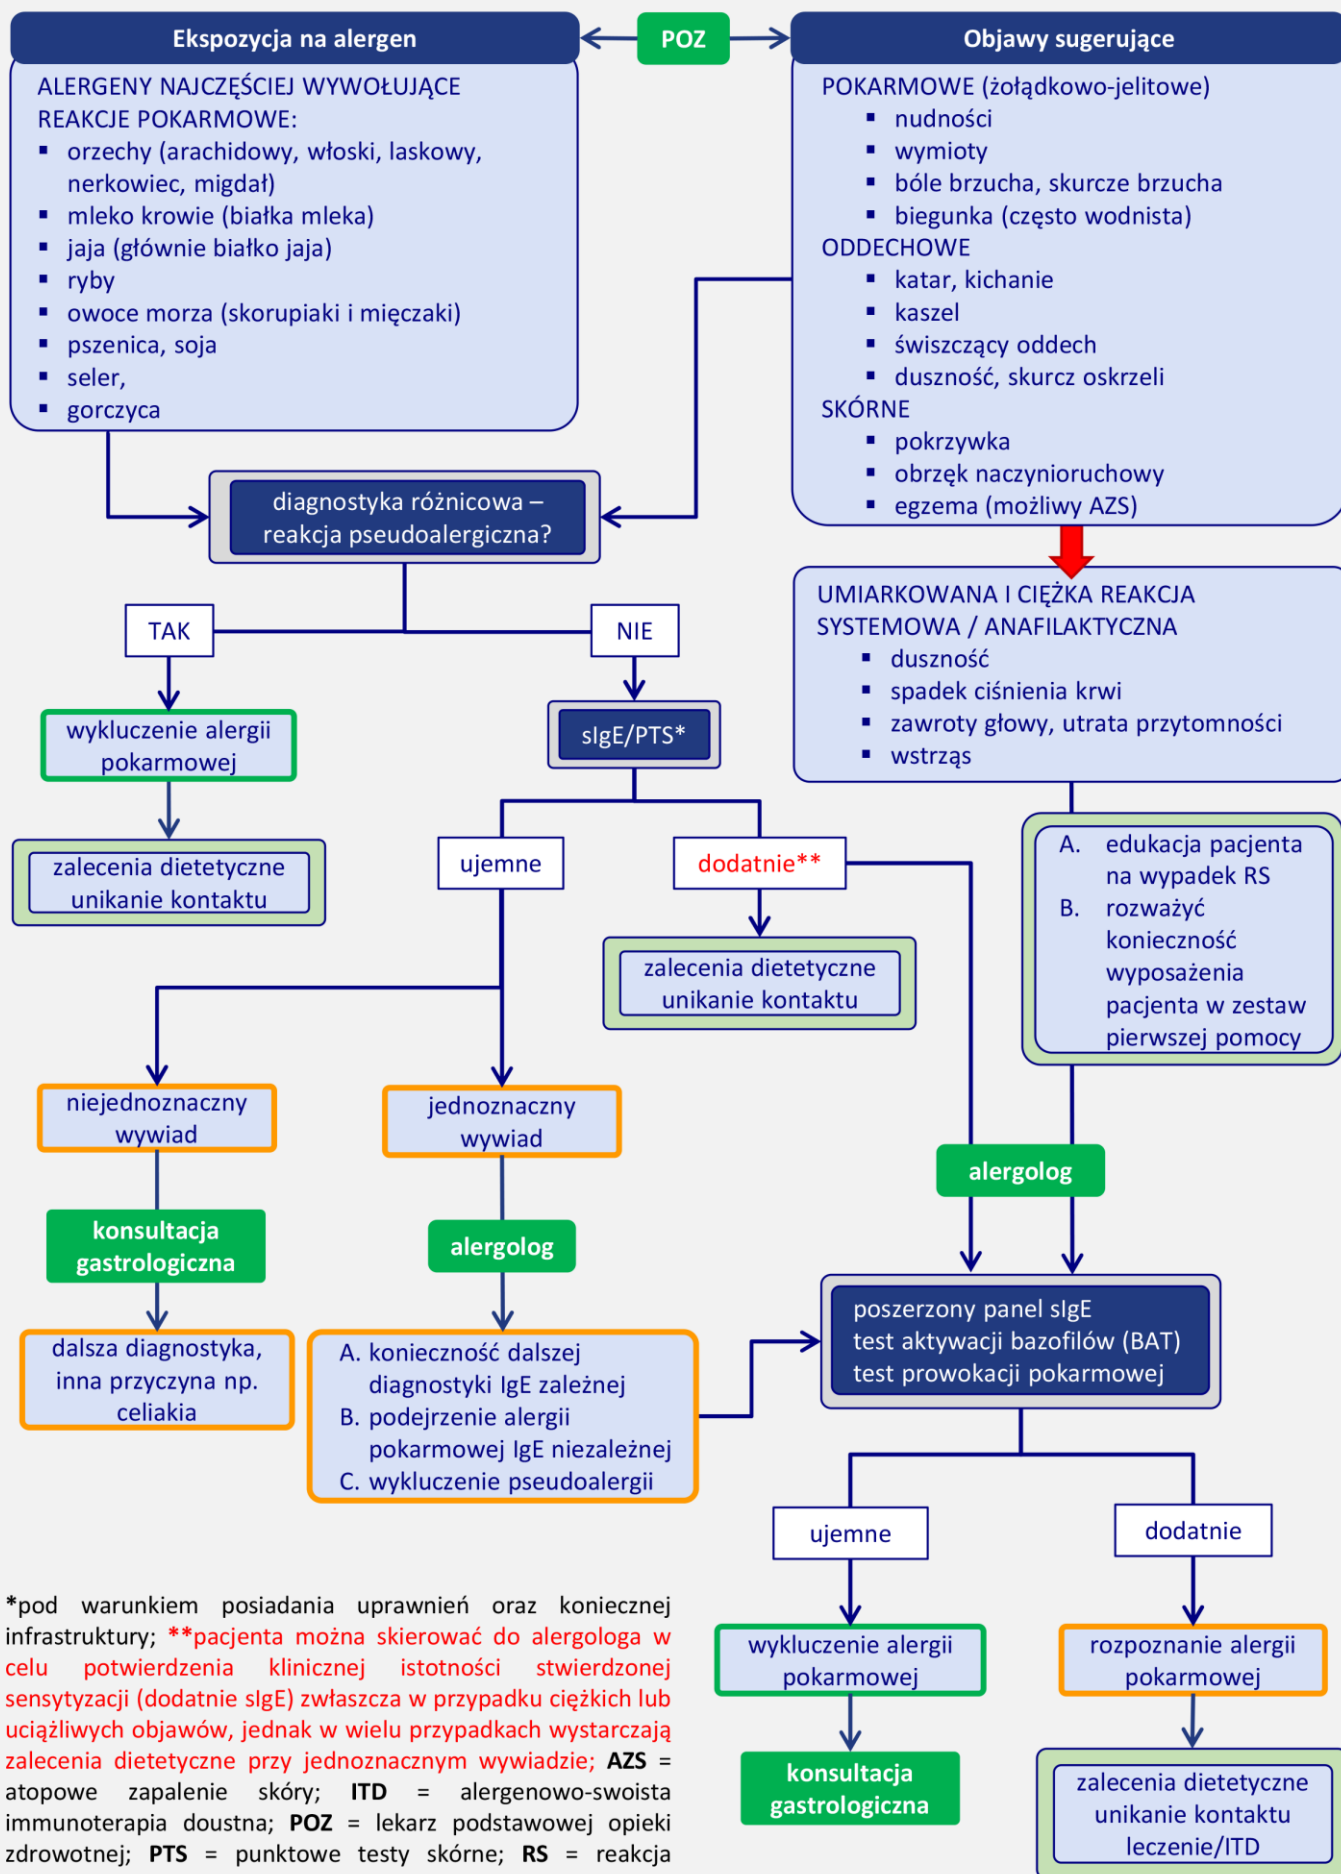 Ekspozycja na alergen
POZ
Objawy sugerujące
ALERGENY NAJCZĘŚCIEJ WYWOŁUJĄCE
REAKCJE POKARMOWE:
▪ orzechy (arachidowy, włoski, laskowy,
nerkowiec, migdał)
▪ mleko krowie (białka mleka)
▪ jaja (głównie białko jaja)
▪ ryby
▪ owoce morza (skorupiaki i mięczaki)
▪ pszenica, soja
▪ seler,
▪ gorczyca
POKARMOWE (żołądkowo-jelitowe)
▪ nudności
▪ wymioty
▪ bóle brzucha, skurcze brzucha
▪ biegunka (często wodnista)
ODDECHOWE
▪ katar, kichanie
▪ kaszel
▪ świszczący oddech
▪ duszność, skurcz oskrzeli
SKÓRNE
▪ pokrzywka
▪ obrzęk naczynioruchowy
▪ egzema (możliwy AZS)
diagnostyka różnicowa –
reakcja pseudoalergiczna?
UMIARKOWANA I CIĘŻKA REAKCJA
SYSTEMOWA / ANAFILAKTYCZNA
▪ duszność
▪ spadek ciśnienia krwi
▪ zawroty głowy, utrata przytomności
▪ wstrząs
TAK
NIE
wykluczenie alergii
pokarmowej
sIgE/PTS*
zalecenia dietetyczne
unikanie kontaktu
ujemne
dodatnie**
zalecenia dietetyczne
unikanie kontaktu
A. edukacja pacjenta
na wypadek RS
B. rozważyć
konieczność
wyposażenia
pacjenta w zestaw
pierwszej pomocy
niejednoznaczny
wywiad
jednoznaczny
wywiad
alergolog
konsultacja
gastrologiczna
alergolog
dalsza diagnostyka,
inna przyczyna np.
celiakia
A. konieczność dalszej
diagnostyki IgE zależnej
B. podejrzenie alergii
pokarmowej IgE niezależnej
C. wykluczenie pseudoalergii
poszerzony panel sIgE
test aktywacji bazofilów (BAT)
test prowokacji pokarmowej
ujemne
dodatnie
wykluczenie alergii
pokarmowej
rozpoznanie alergii
pokarmowej
konsultacja
gastrologiczna
zalecenia dietetyczne
unikanie kontaktu
leczenie/ITD
*pod warunkiem posiadania uprawnień oraz koniecznej
infrastruktury; **pacjenta można skierować do alergologa w
celu potwierdzenia klinicznej istotności stwierdzonej
sensytyzacji (dodatnie sIgE) zwłaszcza w przypadku ciężkich lub
uciążliwych objawów, jednak w wielu przypadkach wystarczają
zalecenia dietetyczne przy jednoznacznym wywiadzie; AZS =
atopowe zapalenie skóry; ITD = alergenowo-swoista
immunoterapia doustna; POZ = lekarz podstawowej opieki
zdrowotnej; PTS = punktowe testy skórne; RS = reakcja